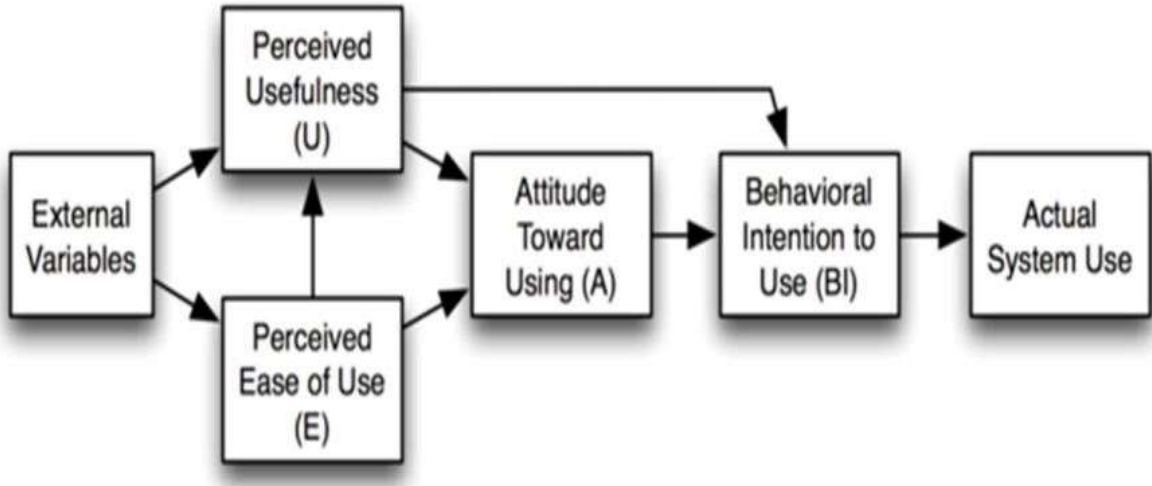 Perceived
Usefulness
(U)
External
Variables
Perceived
Ease of Use
(E)
Attitude
Toward
Using (A)
Behavioral
Intention to
Use (BI)
Actual
System Use